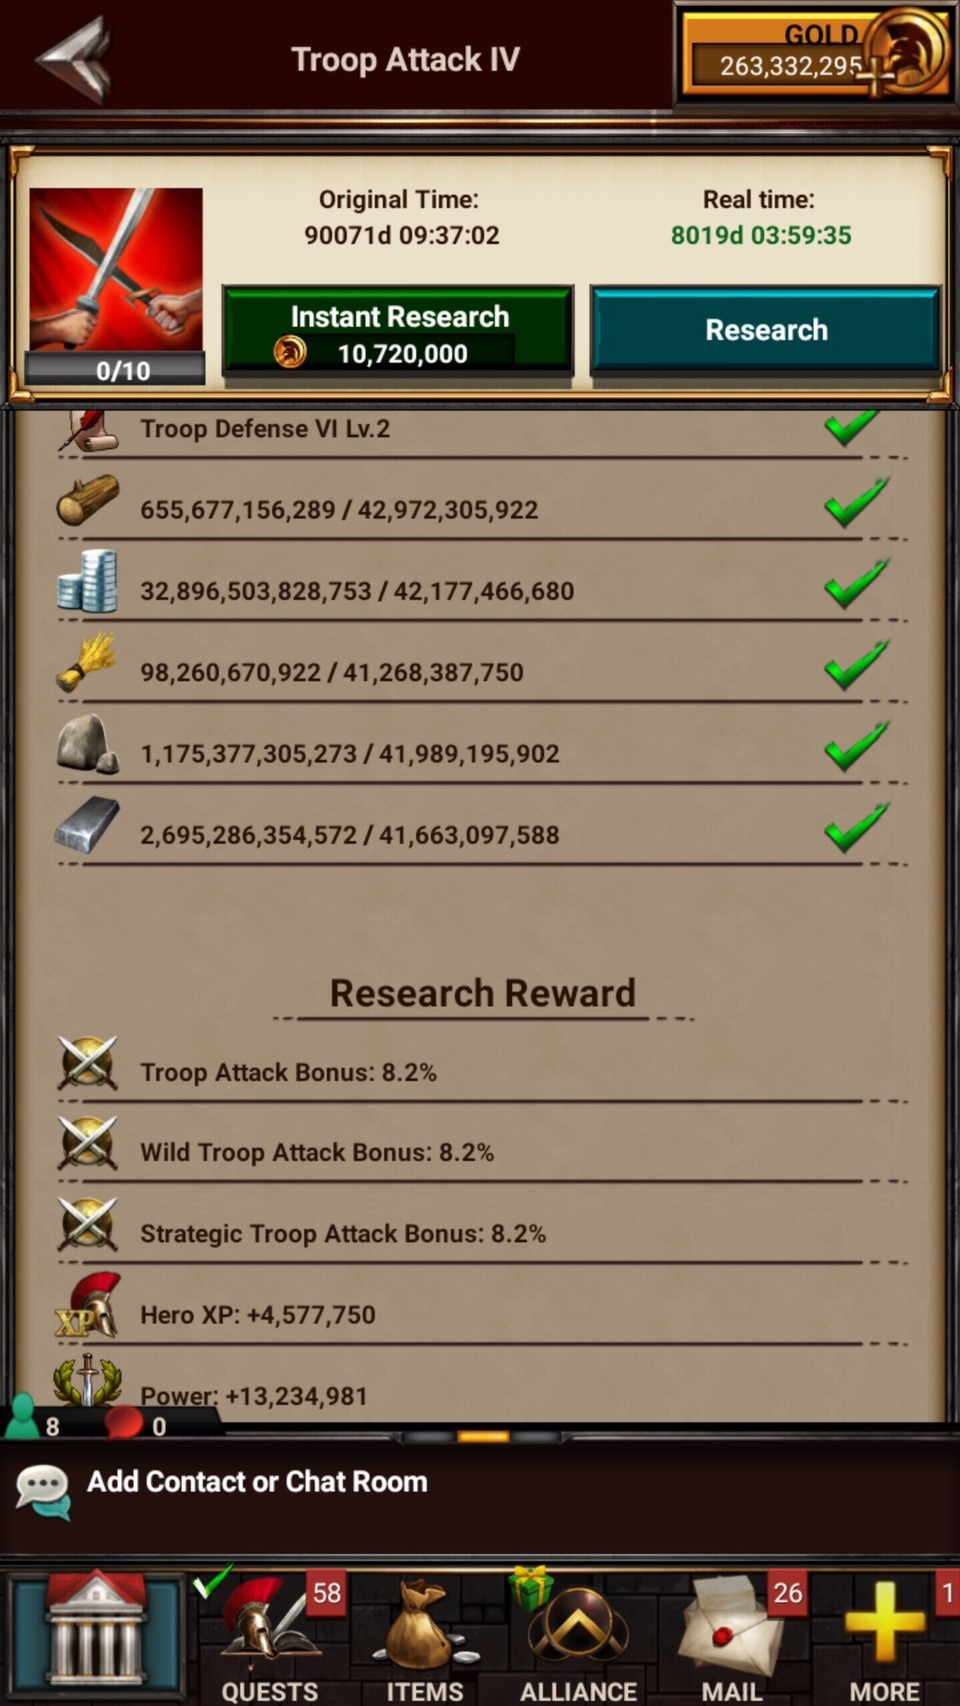 Troop Attack IV
GOLD
263,332,295
Original Time:
90071d 09:37:02
Real time:
8019d 03:59:35
Instant Research
10,720,000
Research
0/10
Troop Defense VI Lv.2
655,677,156,289 / 42,972,305,922
32,896,503,828,753 / 42,177,466,680
98,260,670,922 / 41,268,387,750
1,175,377,305,273 / 41,989,195,902
2,695,286,354,572 / 41,663,097,588
Research Reward
Troop Attack Bonus: 8.2%
Wild Troop Attack Bonus: 8.2%
Strategic Troop Attack Bonus: 8.2%
XP
Hero XP: +4,577,750
Power: +13,234,981
8
0
Add Contact or Chat Room
58
26
1
QUESTS
ITEMS
ALLIANCE
MAIL
MORE